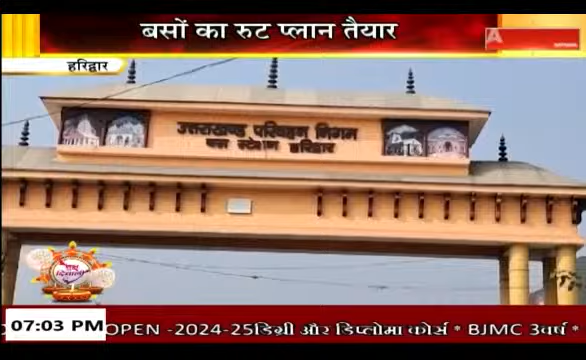 बसों का रुट प्लान तैयार
हरिद्वार
उत्तराखण्ड परिवहन निगम
बस स्टेशन हरिद्वार
शुभ दिवाली
07:03 PM
OPEN -2024-25डिग्री और डिप्लोमा कोर्स * BJMC 3वर्ष *